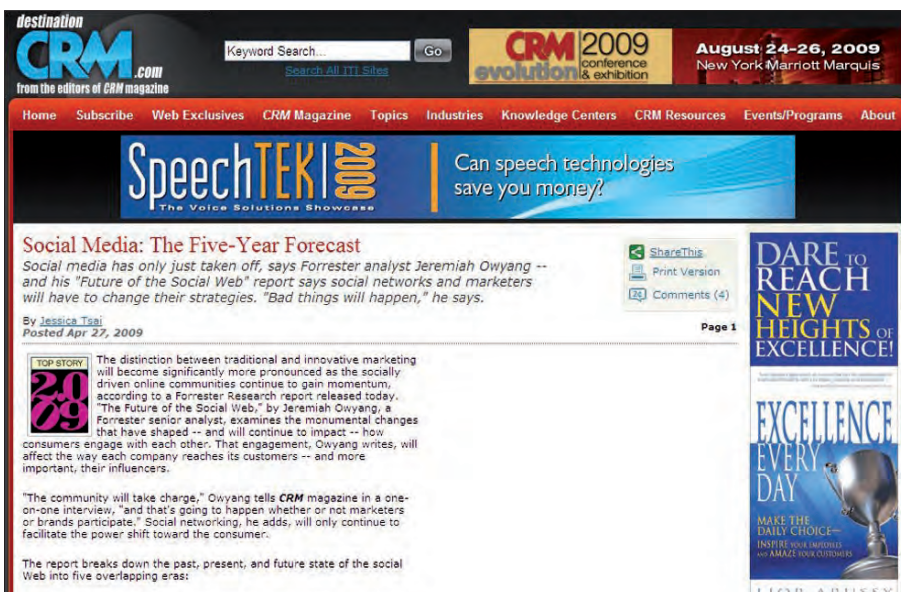 destination
CRM.com
from the editors of CRM magazine
Keyword Search...
Go
Search All ITI Sites
CRM 2009
evolution conference
& exhibition
August 24-26, 2009
New York Marriott Marquis
Home Subscribe Web Exclusives CRM Magazine Topics Industries Knowledge Centers CRM Resources Events/Programs About
SpeechTEK 2009
The Voice Solutions Showcase
Can speech technologies
save you money?
Social Media: The Five-Year Forecast
Social media has only just taken off, says Forrester analyst Jeremiah Owyang --
and his "Future of the Social Web" report says social networks and marketers
will have to change their strategies. "Bad things will happen," he says.
By Jessica Tsai
Posted Apr 27, 2009
ShareThis
Print Version
Comments (4)
Page 1
TOP STORY
2.0
09
The distinction between traditional and innovative marketing
will become significantly more pronounced as the socially
driven online communities continue to gain momentum,
according to a Forrester Research report released today.
"The Future of the Social Web," by Jeremiah Owyang, a
Forrester senior analyst, examines the monumental changes
that have shaped -- and will continue to impact -- how
consumers engage with each other. That engagement, Owyang writes, will
affect the way each company reaches its customers -- and more
important, their influencers.
"The community will take charge," Owyang tells CRM magazine in a one-
on-one interview, "and that's going to happen whether or not marketers
or brands participate." Social networking, he adds, will only continue to
facilitate the power shift toward the consumer.
The report breaks down the past, present, and future state of the social
Web into five overlapping eras:
DARE TO
REACH
NEW
HEIGHTS OF
EXCELLENCE!
EXCELLENCE
EVERY
DAY
MAKE THE
DAILY CHOICE—
INSPIRE YOUR EMPLOYEES
AND AMAZE YOUR CUSTOMERS